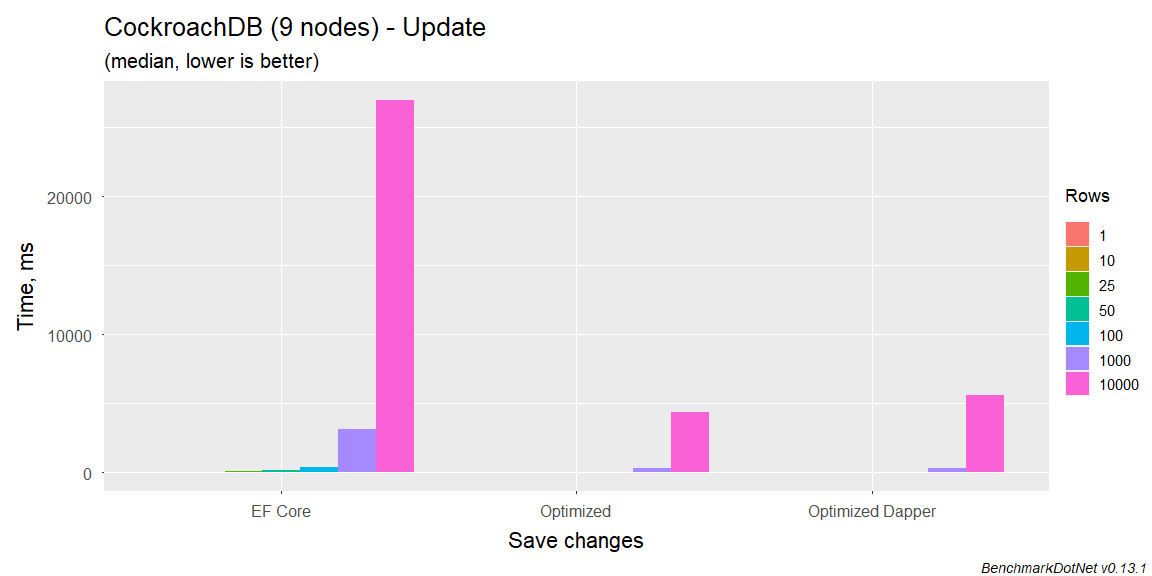 CockroachDB (9 nodes) - Update
(median, lower is better)
Time, ms
20000
10000
0
EF Core
Optimized
Optimized Dapper
Save changes
Rows
1
10
25
50
100
1000
10000
BenchmarkDotNet v0.13.1